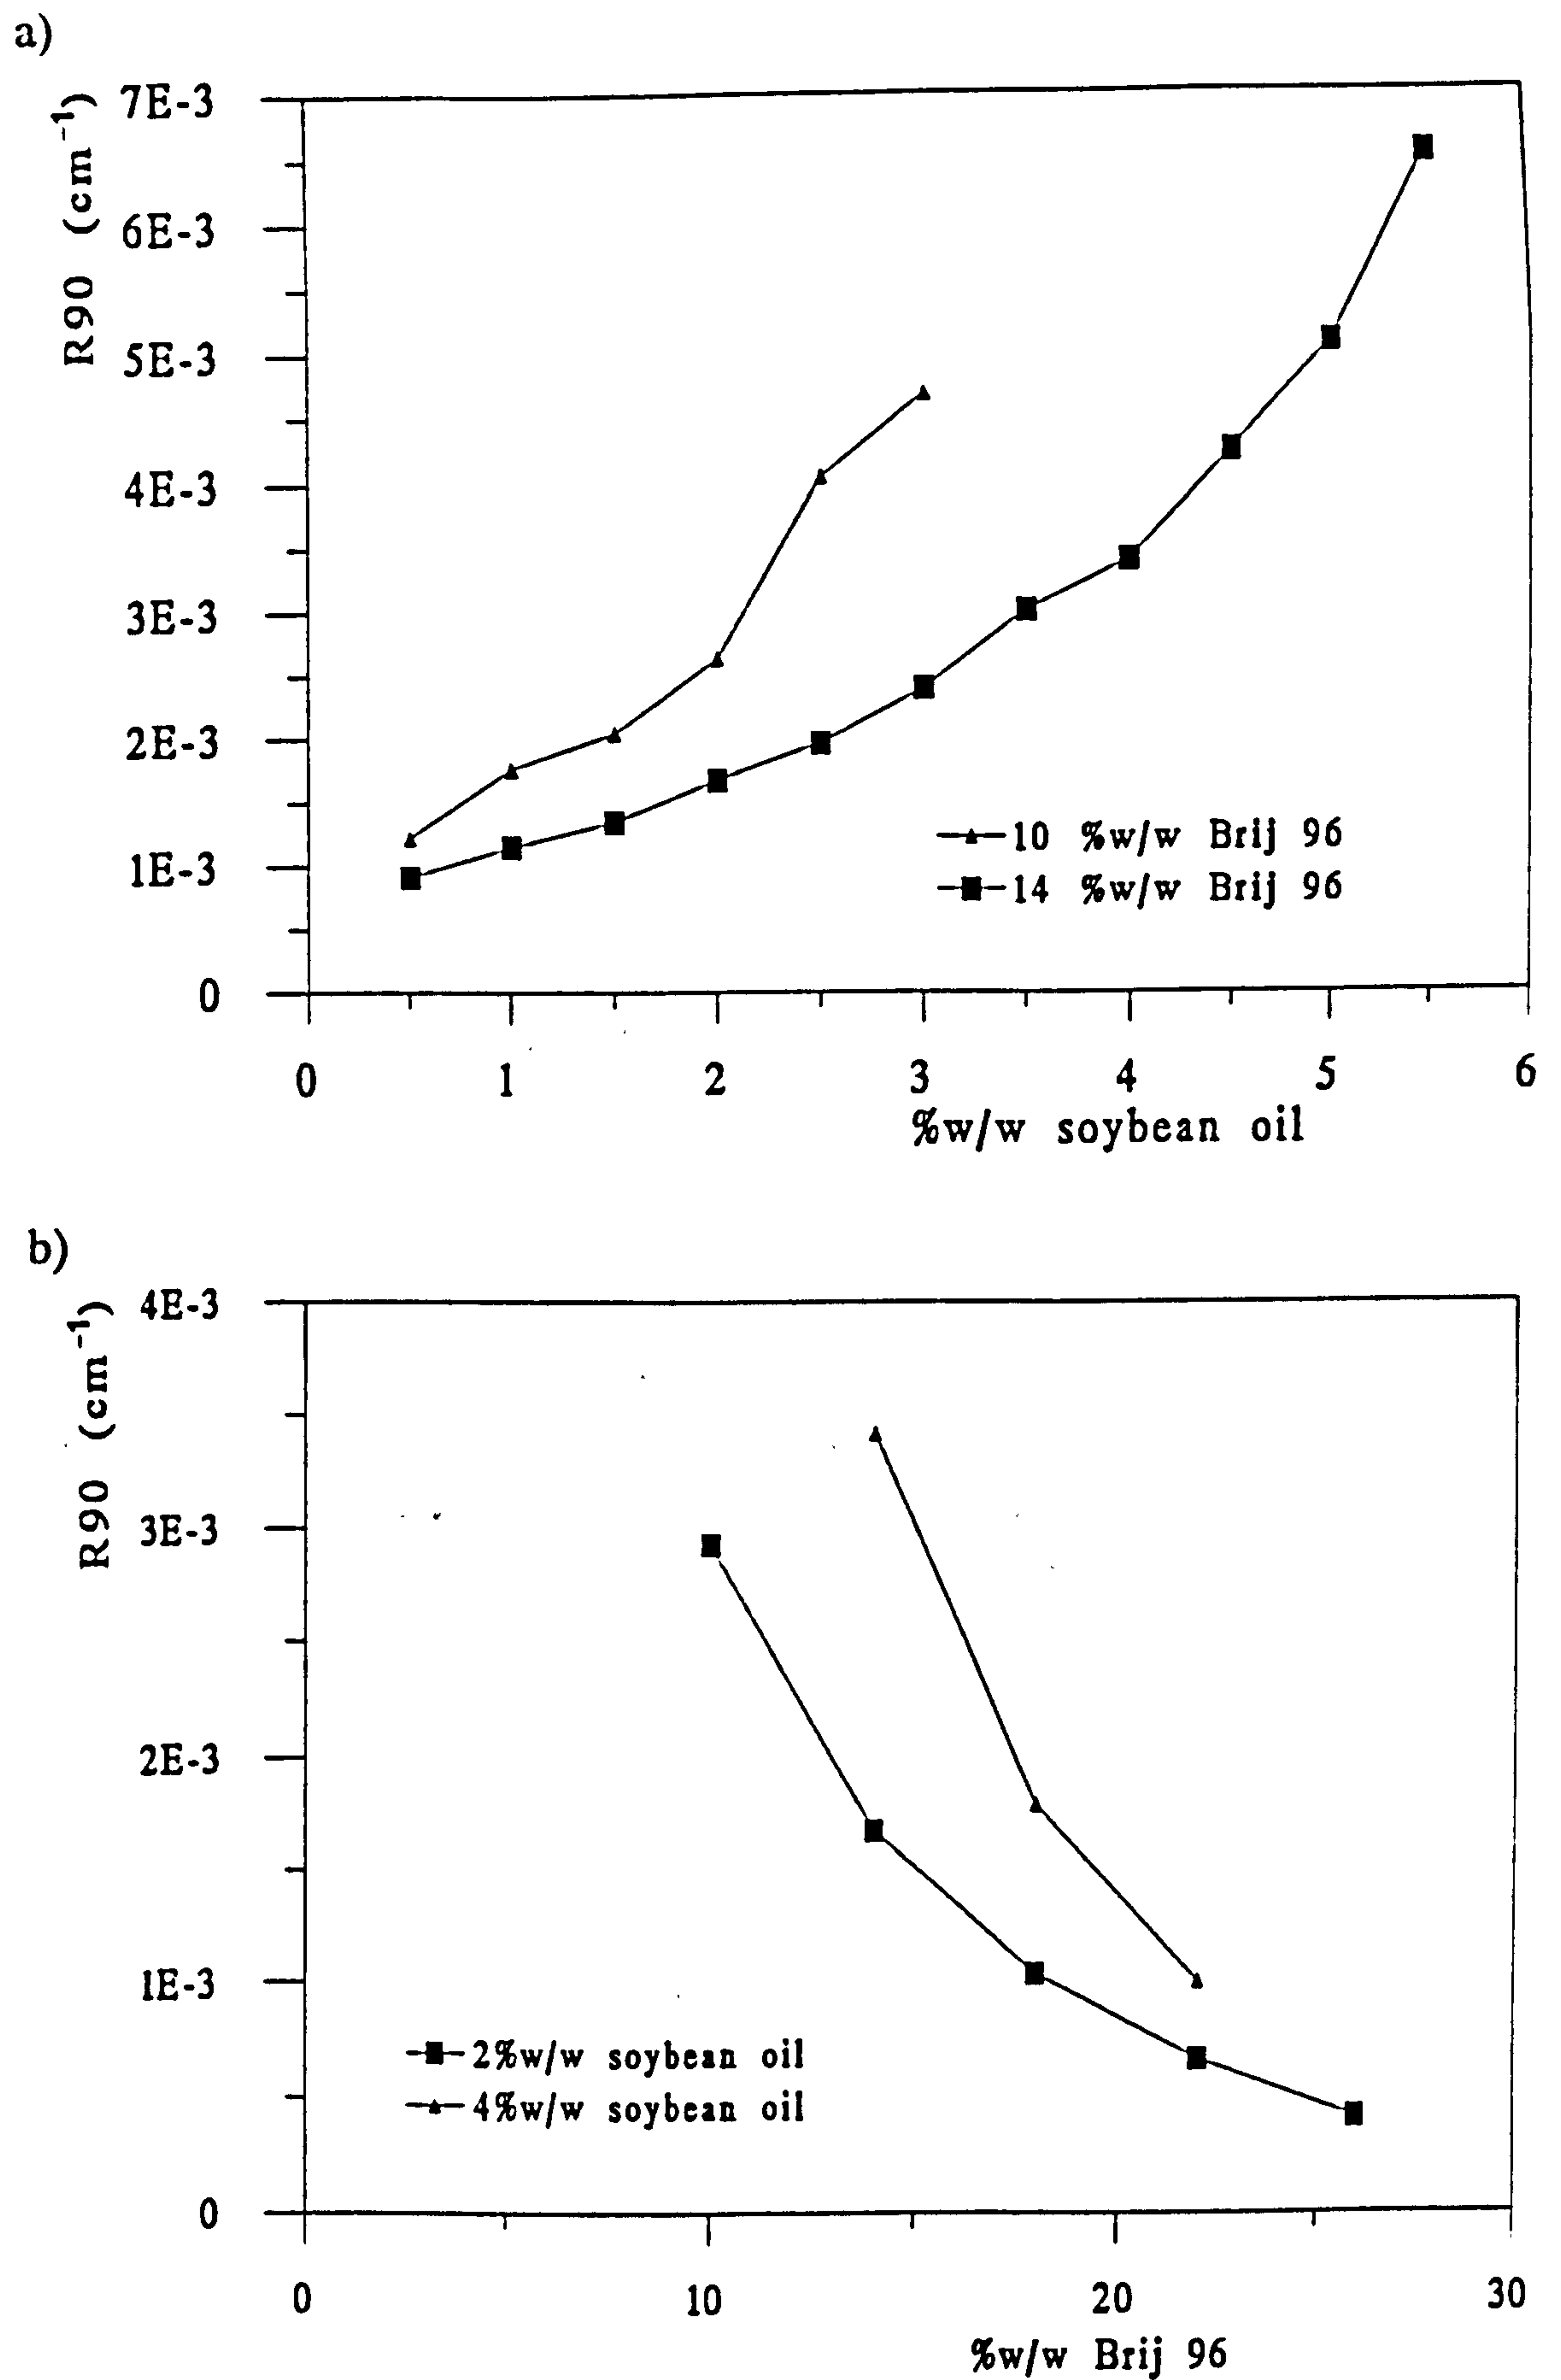 a)
7E-3
R90 (cm⁻¹)
6E-3
5E-3
4E-3
3E-3
2E-3
1E-3
0
10 %w/w Brij 96
14 %w/w Brij 96
0 1 2 3 4 5 6
%w/w soybean oil
b)
4E-3
R90 (cm⁻¹)
3E-3
2E-3
1E-3
0
2%w/w soybean oil
4%w/w soybean oil
0 10 20 30
%w/w Brij 96